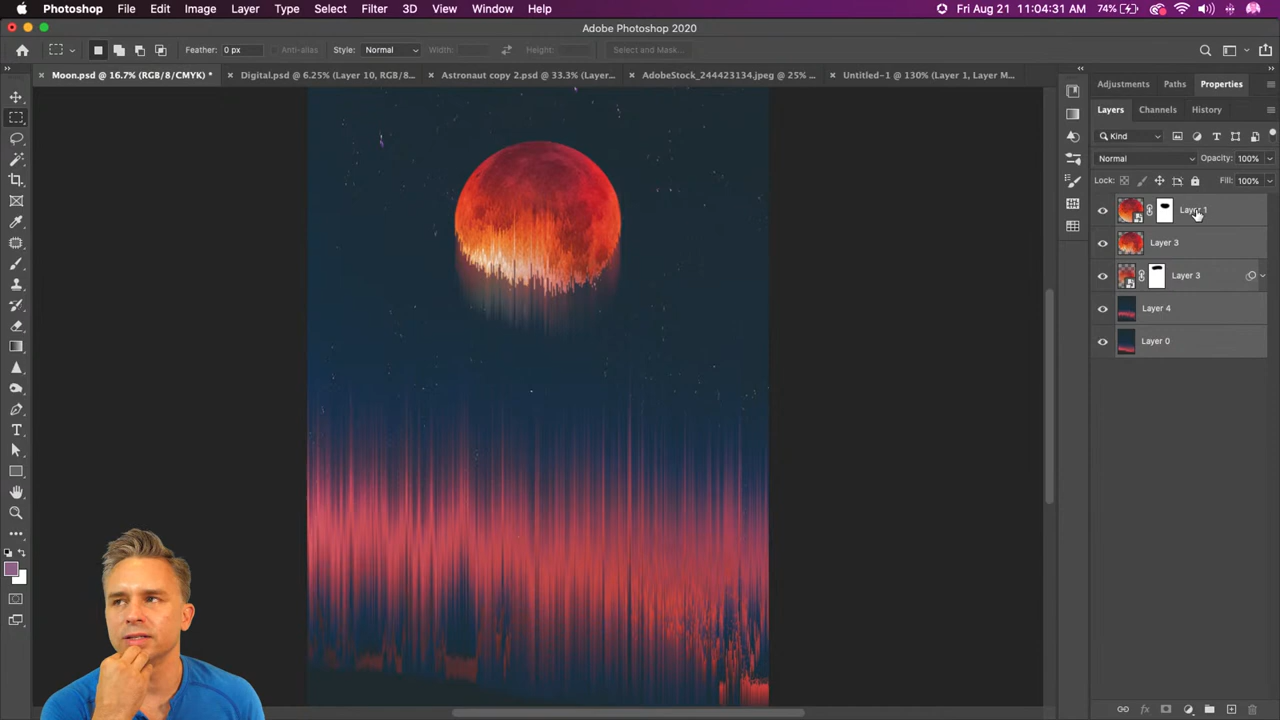 Photoshop File Edit Image Layer Type Select Filter 3D View Window Help 74% Fri Aug 21 11:04:31 AM
Adobe Photoshop 2020
Feather: 0 px Anti-alias Style: Normal Width: Height: Select and Mask...
× Moon.psd @ 16.7% (RGB/8/CMYK) * × Digital.psd @ 6.25% (Layer 10, RGB/8... × Astronaut copy 2.psd @ 33.3% (Layer... × AdobeStock_244423134.jpeg @ 25% ... × Untitled-1 @ 130% (Layer 1, Layer M...
Adjustments Paths Properties
Layers Channels History
Kind
Normal Opacity: 100%
Lock: Fill: 100%
Layer 1
Layer 3
Layer 3
Layer 4
Layer 0